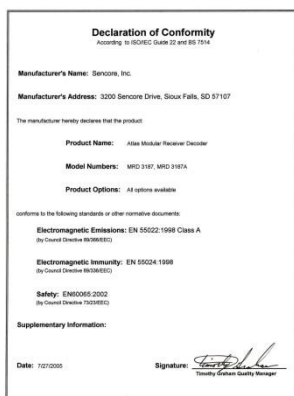 Declaration of Conformity
According to ISO/IEC Guide 22 and BS 7514
Manufacturer's Name: Sencore, Inc.
Manufacturer's Address: 3200 Sencore Drive, Sioux Falls, SD 57107
The manufacturer hereby declares that the product
Product Name: Atlas Modular Receiver Decoder
Model Numbers: MRD 3187, MRD 3187A
Product Options: All options available
conforms to the following standards or other normative documents:
Electromagnetic Emissions: EN 55022:1998 Class A
(by Council Directive 89/366/EEC)
Electromagnetic Immunity: EN 55024:1998
(by Council Directive 89/336/EEC)
Safety: EN60065:2002
(by Council Directive 73/23/EEC)
Supplementary Information:
Date: 7/27/2005 Signature:
Timothy Graham Quality Manager